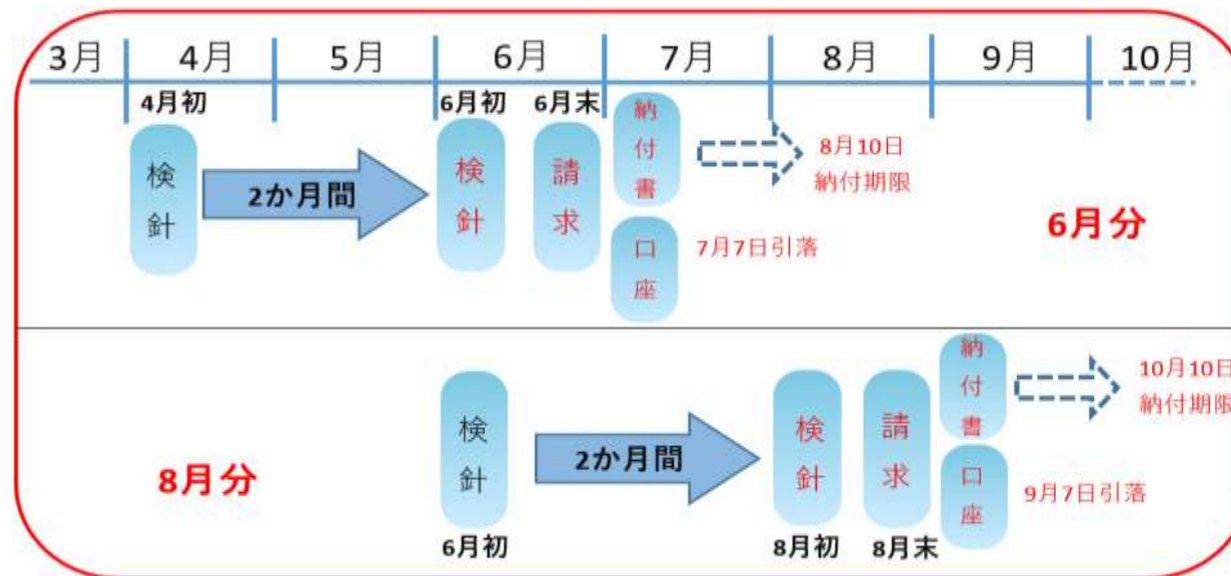 3月 4月 5月 6月 7月 8月 9月 10月
4月初 6月初 6月末
検針
2か月間
検針
請求
納付書
8月10日
納付期限
口座
7月7日引落
6月分
8月分
検針
6月初
2か月間
検針
8月初
請求
8月末
納付書
10月10日
納付期限
口座
9月7日引落